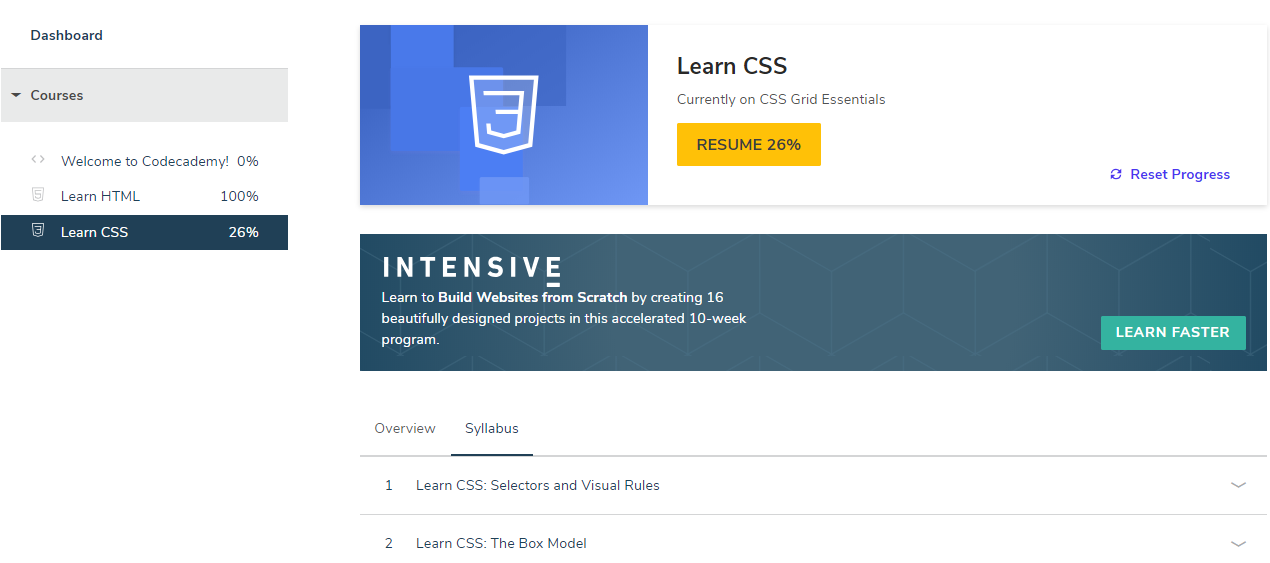 Dashboard
Courses
Welcome to Codecademy! 0%
Learn HTML 100%
Learn CSS 26%
Learn CSS
Currently on CSS Grid Essentials
RESUME 26%
Reset Progress
INTENSIVE
Learn to Build Websites from Scratch by creating 16
beautifully designed projects in this accelerated 10-week
program.
LEARN FASTER
Overview Syllabus
1 Learn CSS: Selectors and Visual Rules
2 Learn CSS: The Box Model